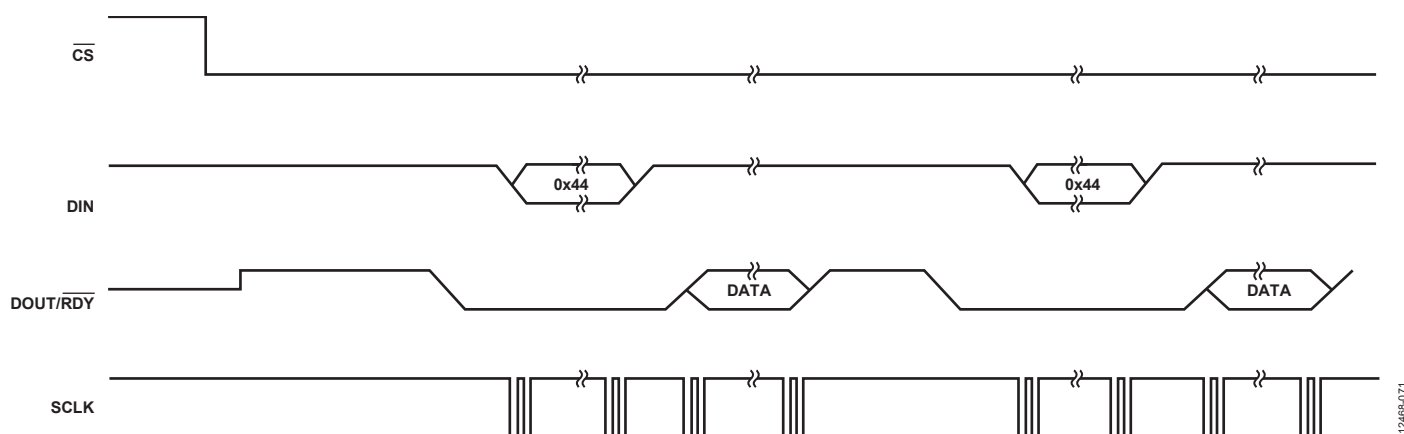 CS
DIN
0x44
0x44
DOUT/RDY
DATA
DATA
SCLK
12468-071